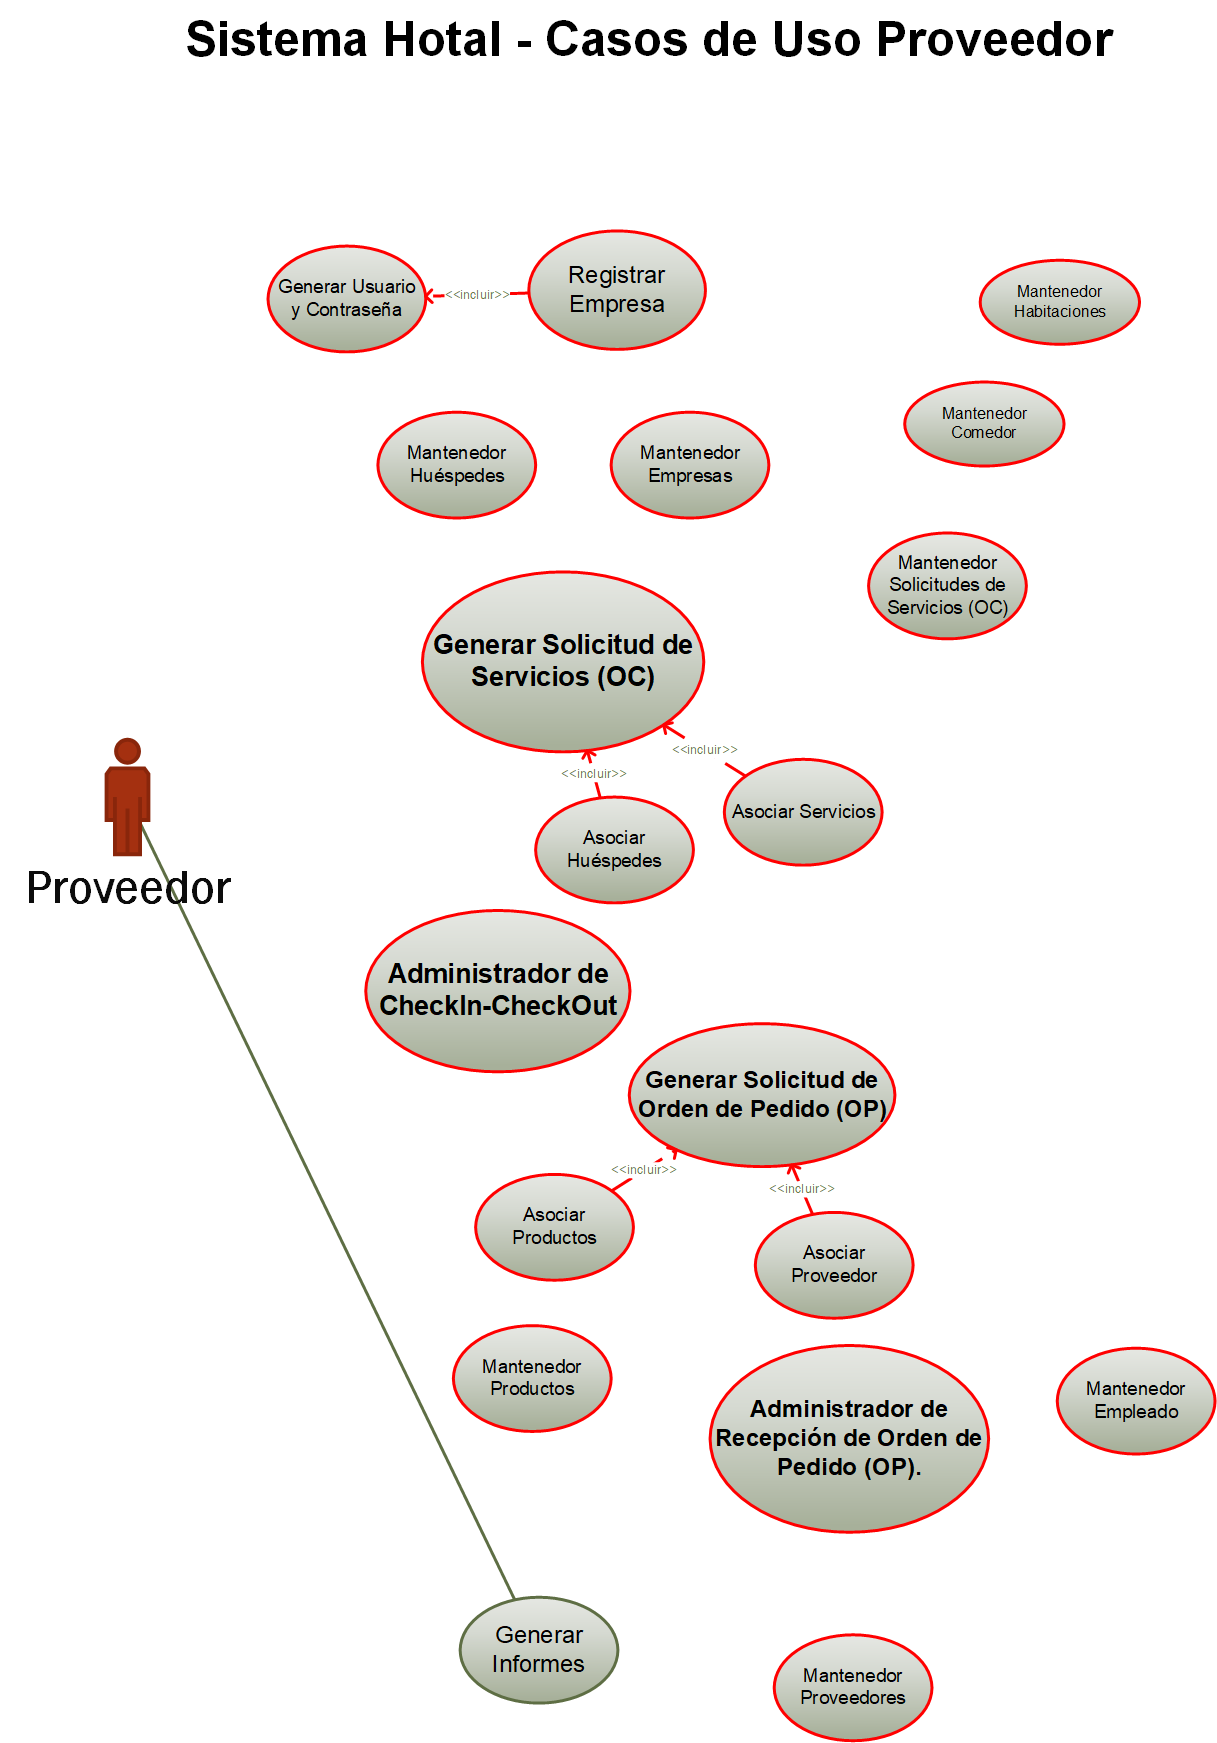 Sistema Hotal - Casos de Uso Proveedor
Generar Usuario
y Contraseña
<<incluir>>
Registrar
Empresa
Mantenedor
Habitaciones
Mantenedor
Comedor
Mantenedor
Huéspedes
Mantenedor
Empresas
Mantenedor
Solicitudes de
Servicios (OC)
Generar Solicitud de
Servicios (OC)
<<incluir>>
<<incluir>>
Asociar Servicios
Asociar
Huéspedes
Proveedor
Administrador de
CheckIn-CheckOut
Generar Solicitud de
Orden de Pedido (OP)
<<incluir>>
<<incluir>>
Asociar
Productos
Asociar
Proveedor
Mantenedor
Productos
Administrador de
Recepción de Orden de
Pedido (OP).
Mantenedor
Empleado
Generar
Informes
Mantenedor
Proveedores